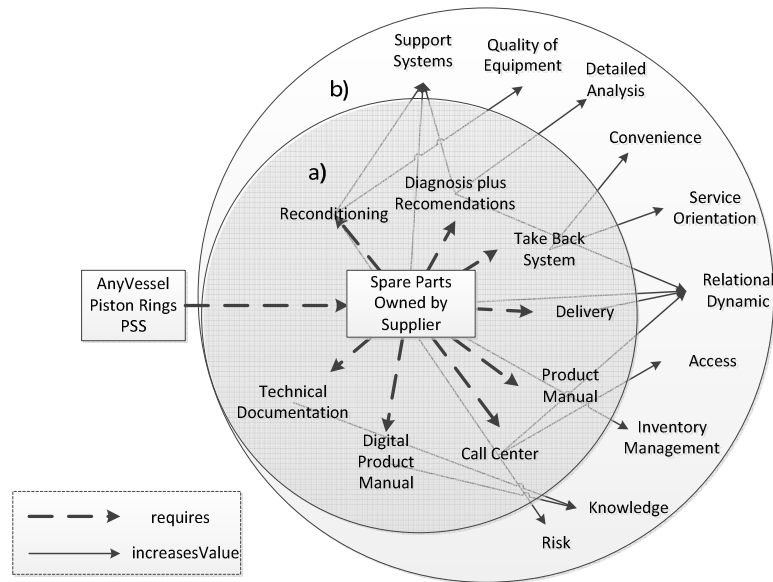 Support
Systems
Quality of
Equipment
Detailed
Analysis
b)
Convenience
a)
Diagnosis plus
Recomendations
Reconditioning
Service
Orientation
Take Back
System
AnyVessel
Piston Rings
PSS
Spare Parts
Owned by
Supplier
Relational
Dynamic
Delivery
Access
Product
Manual
Technical
Documentation
Inventory
Management
Digital
Product
Manual
Call Center
Knowledge
Risk
requires
increasesValue